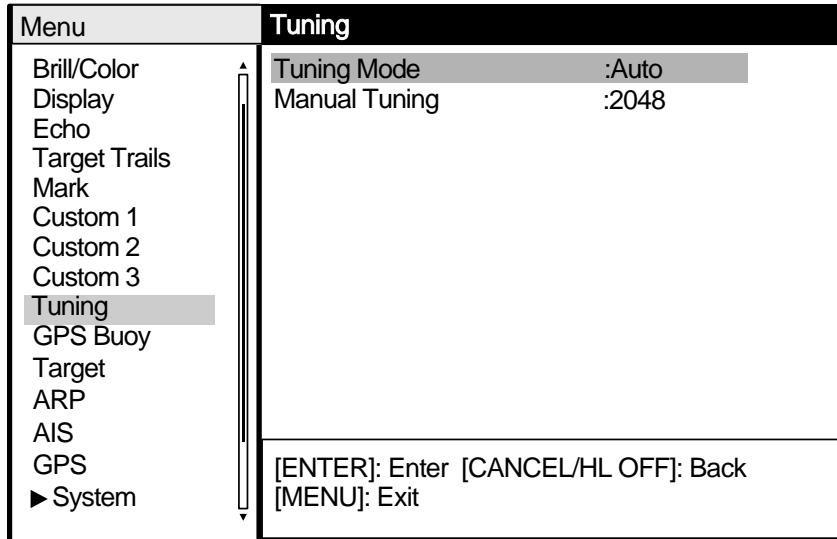 Menu
Brill/Color
Display
Echo
Target Trails
Mark
Custom 1
Custom 2
Custom 3
Tuning
GPS Buoy
Target
ARP
AIS
GPS
▶System
Tuning
Tuning Mode :Auto
Manual Tuning :2048
[ENTER]: Enter [CANCEL/HL OFF]: Back
[MENU]: Exit